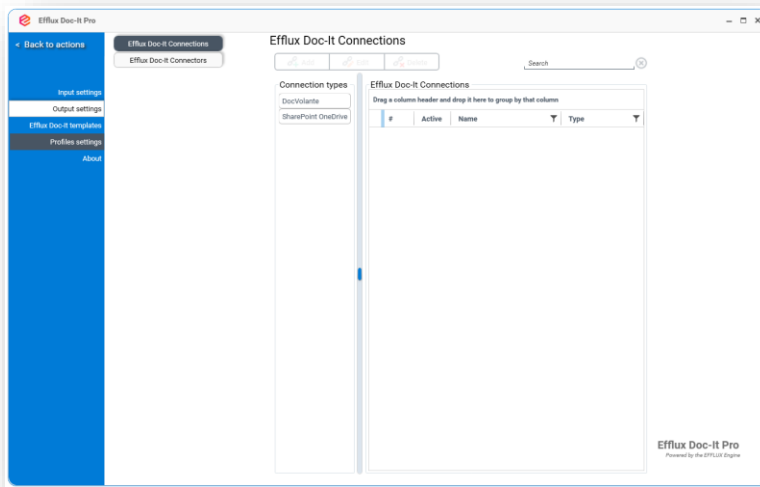 Efflux Doc-It Pro
< Back to actions
Input settings
Output settings
Efflux Doc-It templates
Profiles settings
About
Efflux Doc-It Connections
Efflux Doc-It Connectors
Efflux Doc-It Connections
Add
Edit
Delete
Search
Connection types
DocVolante
SharePoint OneDrive
Efflux Doc-It Connections
Drag a column header and drop it here to group by that column
# Active Name Type
Efflux Doc-It Pro
Powered by the EFFLUX Engine